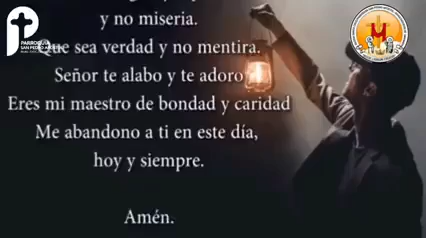 PARROQUIA
y no miseria.
Que sea verdad y no mentira.
Señor te alabo y te adoro
Eres mi maestro de bondad y caridad
Me abandono a ti en este día,
hoy y siempre.
Amén.